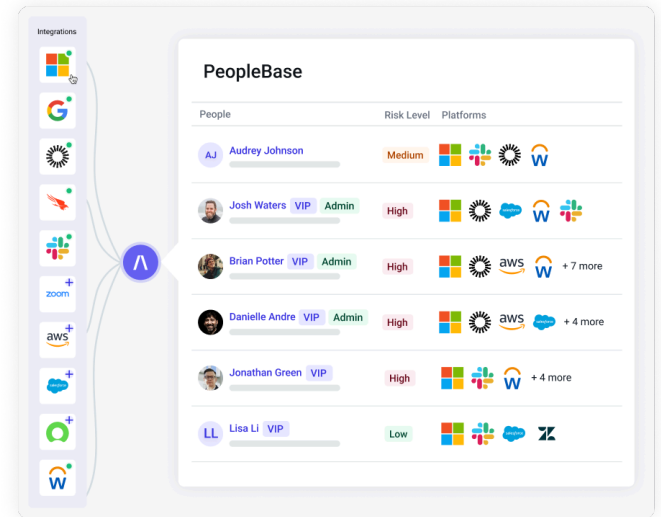 Integrations
zoom
aws
salesforce
PeopleBase
People Risk Level Platforms
AJ Audrey Johnson Medium
Josh Waters VIP Admin High salesforce
Brian Potter VIP Admin High aws + 7 more
Danielle Andre VIP Admin High aws salesforce + 4 more
Jonathan Green VIP High + 4 more
LL Lisa Li VIP Low salesforce